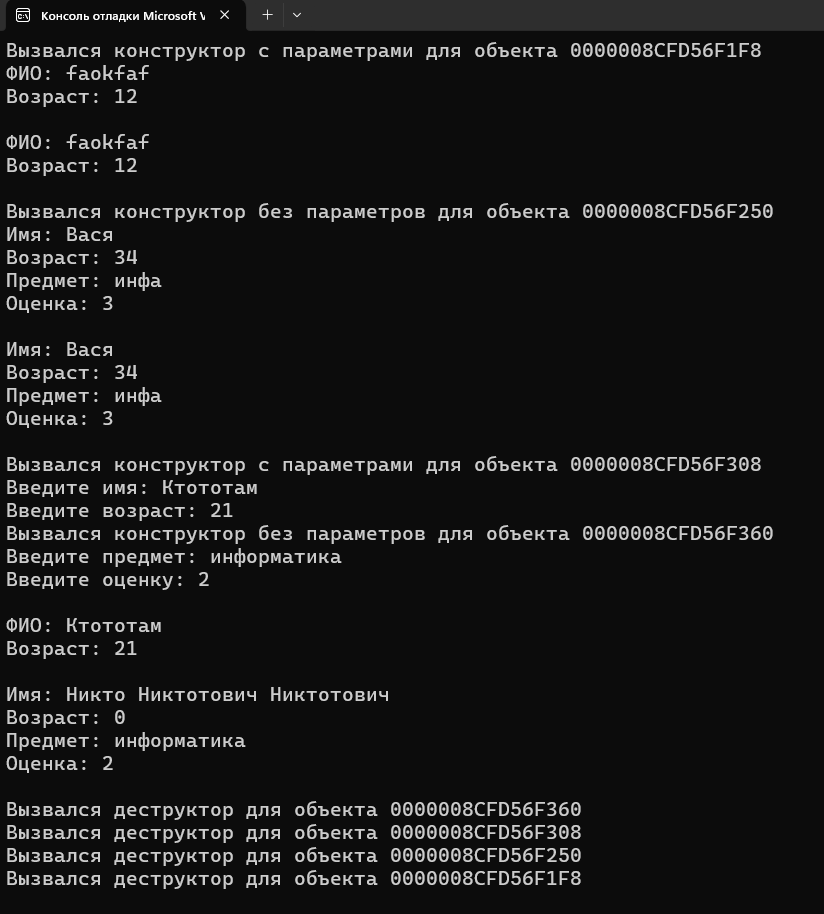 Консоль отладки Microsoft V
Вызвался конструктор с параметрами для объекта 0000008CFD56F1F8
ФИО: faokfaf
Возраст: 12
ФИО: faokfaf
Возраст: 12
Вызвался конструктор без параметров для объекта 0000008CFD56F250
Имя: Вася
Возраст: 34
Предмет: инфа
Оценка: 3
Имя: Вася
Возраст: 34
Предмет: инфа
Оценка: 3
Вызвался конструктор с параметрами для объекта 0000008CFD56F308
Введите имя: Ктототам
Введите возраст: 21
Вызвался конструктор без параметров для объекта 0000008CFD56F360
Введите предмет: информатика
Введите оценку: 2
ФИО: Ктототам
Возраст: 21
Имя: Никто Никтотович Никтотович
Возраст: 0
Предмет: информатика
Оценка: 2
Вызвался деструктор для объекта 0000008CFD56F360
Вызвался деструктор для объекта 0000008CFD56F308
Вызвался деструктор для объекта 0000008CFD56F250
Вызвался деструктор для объекта 0000008CFD56F1F8